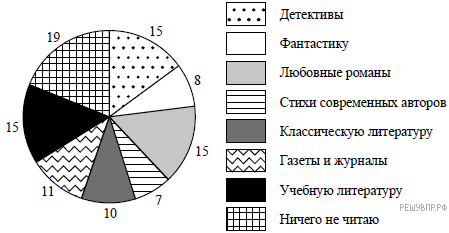 15
Детективы
19
8
Фантастику
Любовные романы
Стихи современных авторов
15
Классическую литературу
15
Газеты и журналы
11
7
Учебную литературу
10
РЕШУВПР.РФ
Ничего не читаю